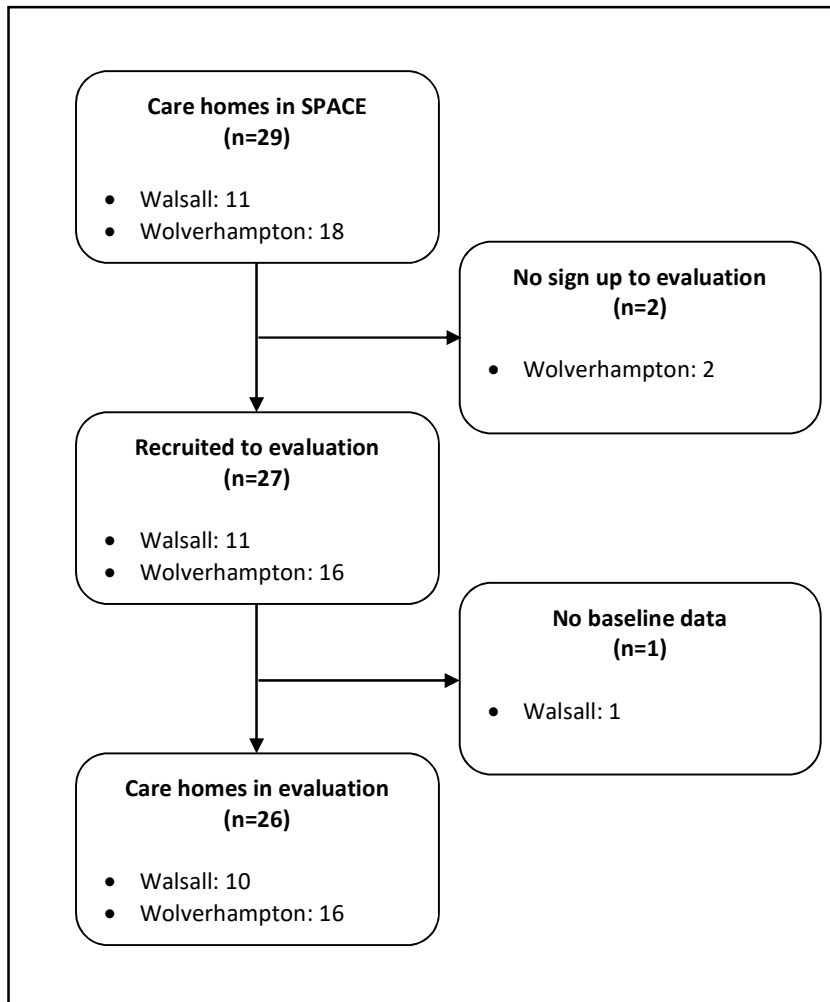 Care homes in SPACE
(n=29)
• Walsall: 11
• Wolverhampton: 18
No sign up to evaluation
(n=2)
• Wolverhampton: 2
Recruited to evaluation
(n=27)
• Walsall: 11
• Wolverhampton: 16
No baseline data
(n=1)
• Walsall: 1
Care homes in evaluation
(n=26)
• Walsall: 10
• Wolverhampton: 16